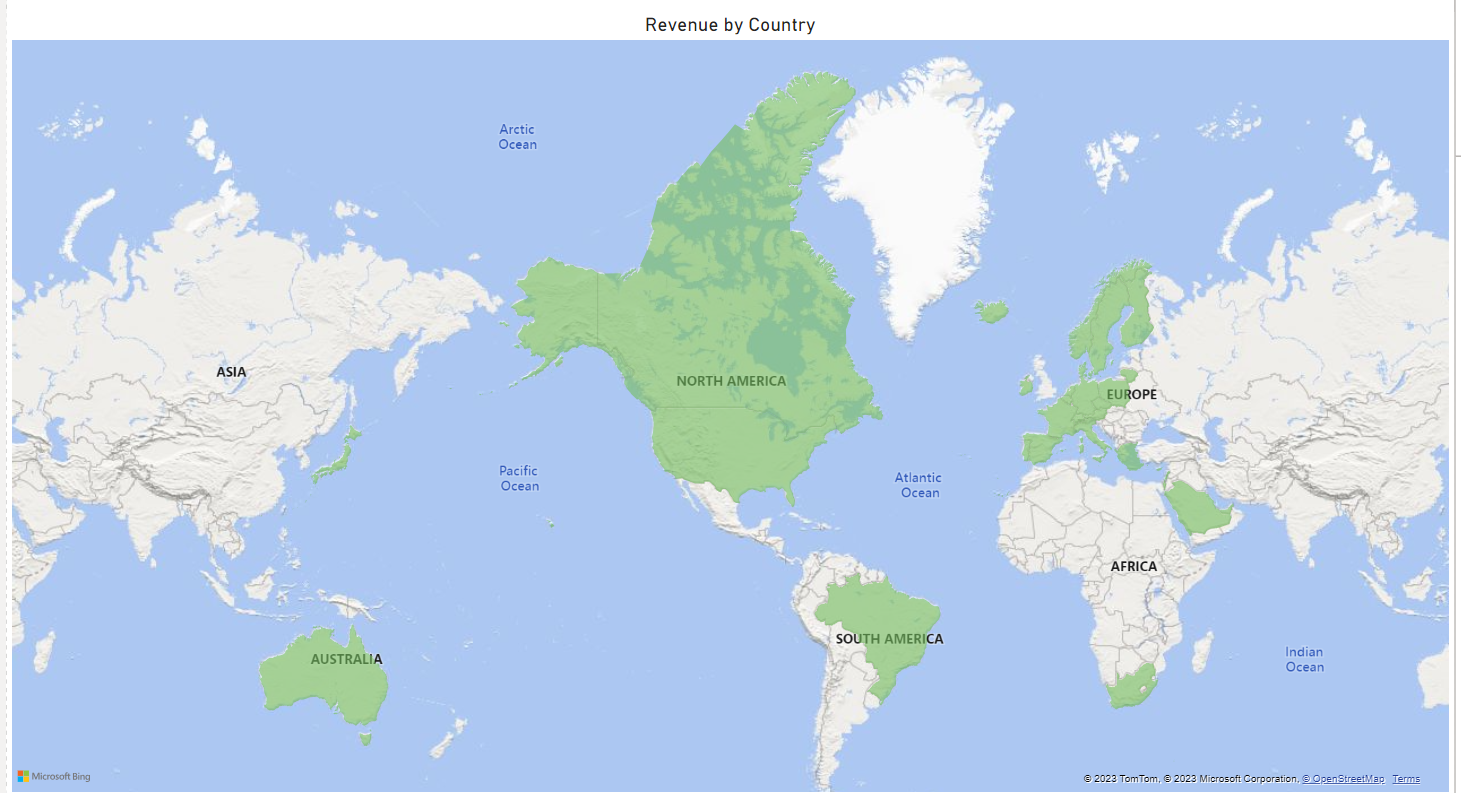 Revenue by Country
Arctic
Ocean
ASIA
NORTH AMERICA
EUROPE
Pacific
Ocean
Atlantic
Ocean
AFRICA
SOUTH AMERICA
AUSTRALIA
Indian
Ocean
Microsoft Bing
© 2023 TomTom, © 2023 Microsoft Corporation, © OpenStreetMap Terms